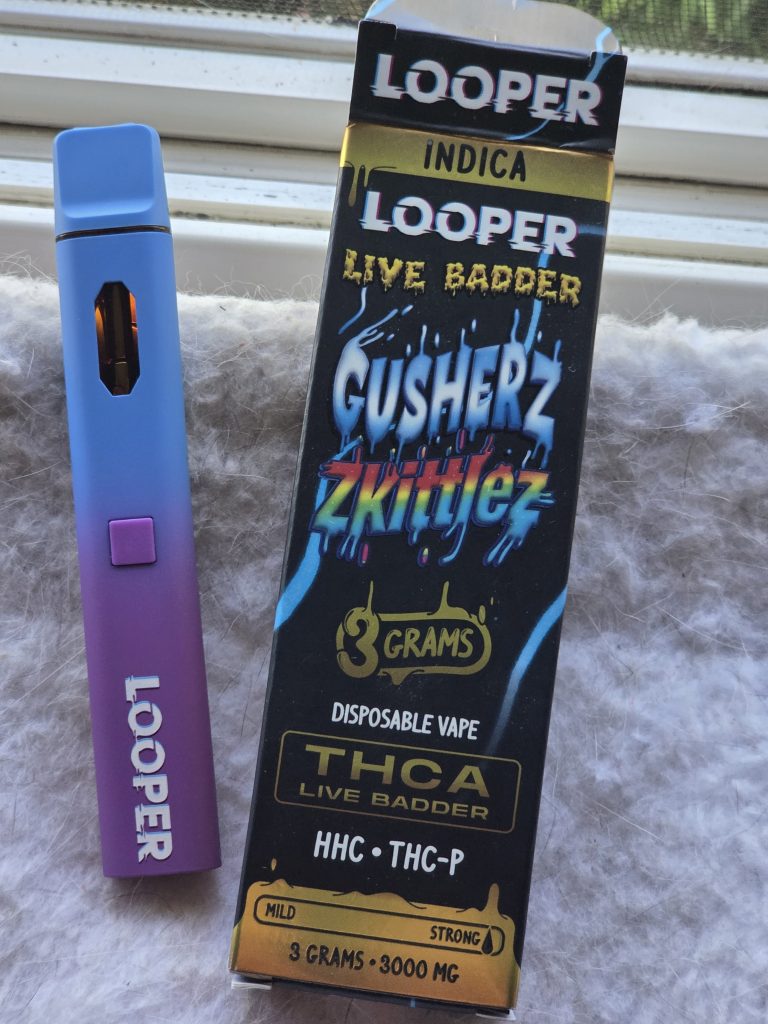 LOOPER
INDICA
LOOPER
LIVE BADDER
GUSHERZ
Zkittlez
3 GRAMS
DISPOSABLE VAPE
THCA
LIVE BADDER
HHC • THC-P
MILD
STRONG
3 GRAMS • 3000 MG
LOOPER